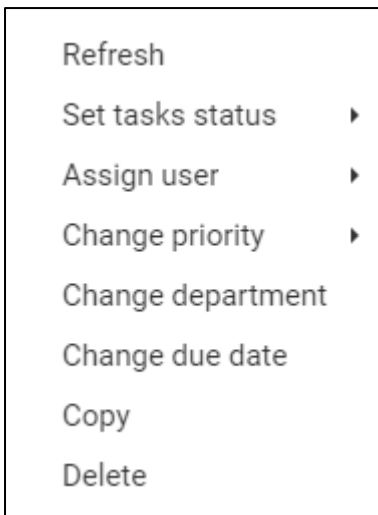 Refresh
Set tasks status
Assign user
Change priority
Change department
Change due date
Copy
Delete